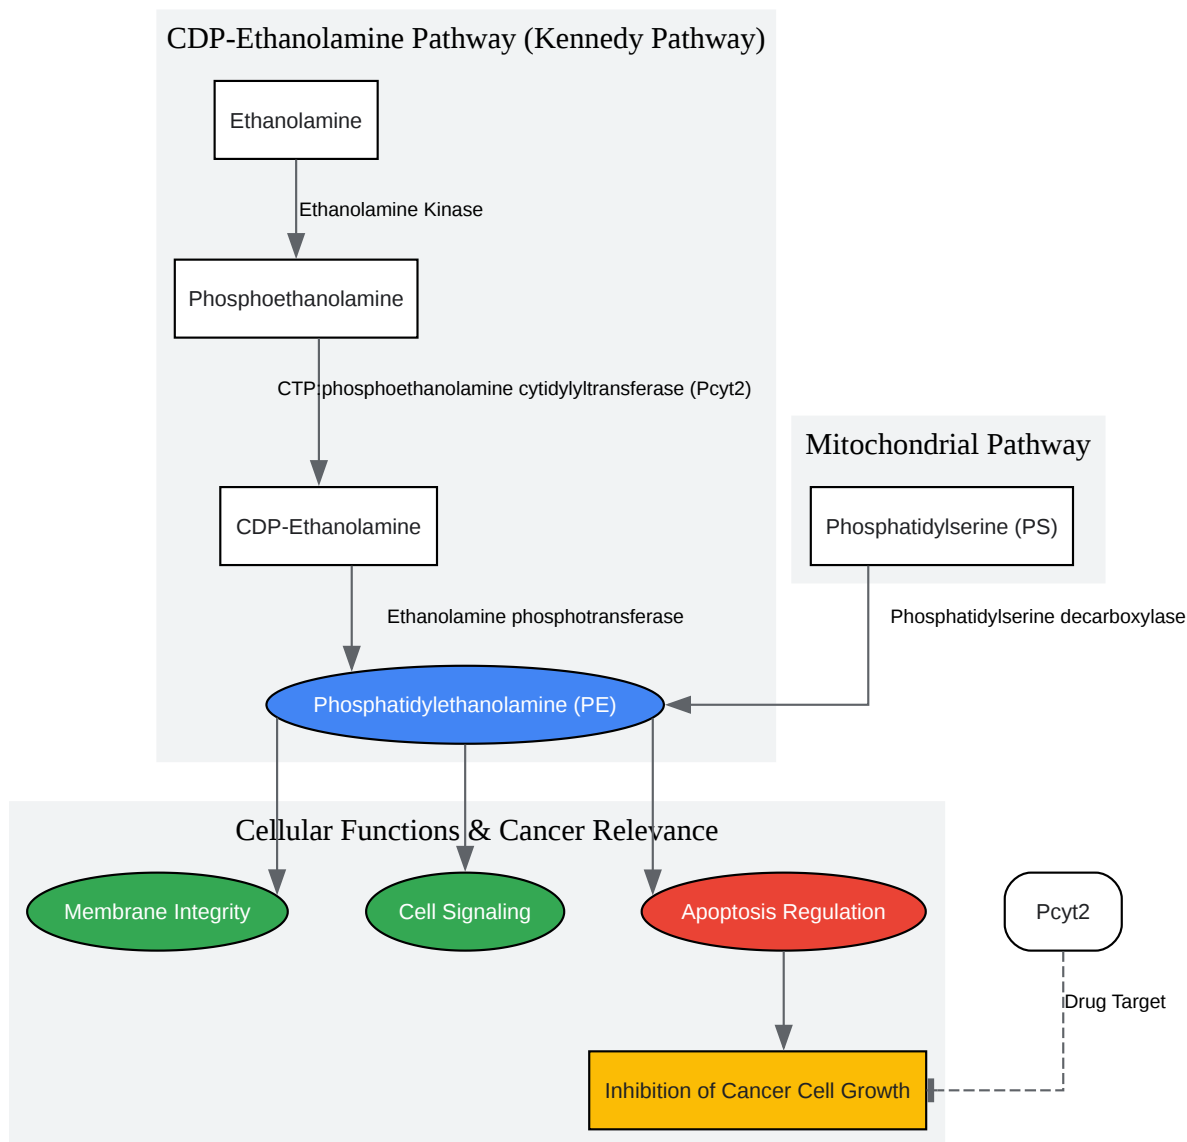 CDP-Ethanolamine Pathway (Kennedy Pathway)
Ethanolamine
Ethanolamine Kinase
Phosphoethanolamine
CTP:phosphoethanolamine cytidylyltransferase (Pcyt2)
CDP-Ethanolamine
Ethanolamine phosphotransferase
Mitochondrial Pathway
Phosphatidylserine (PS)
Phosphatidylserine decarboxylase
Phosphatidylethanolamine (PE)
Cellular Functions & Cancer Relevance
Membrane Integrity
Cell Signaling
Apoptosis Regulation
Pcyt2
Drug Target
Inhibition of Cancer Cell Growth